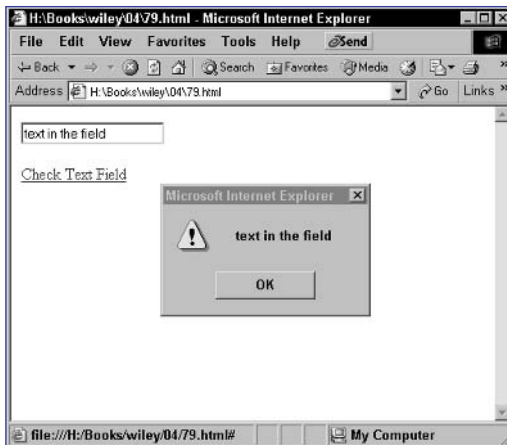 H:\Books\wiley\04\79.html - Microsoft Internet Explorer
File Edit View Favorites Tools Help Send
Back Search Favorites Media »
Address H:\Books\wiley\04\79.html Go Links »
text in the field
Check Text Field
Microsoft Internet Explorer
text in the field
OK
file:///H:/Books/wiley/04/79.html# My Computer